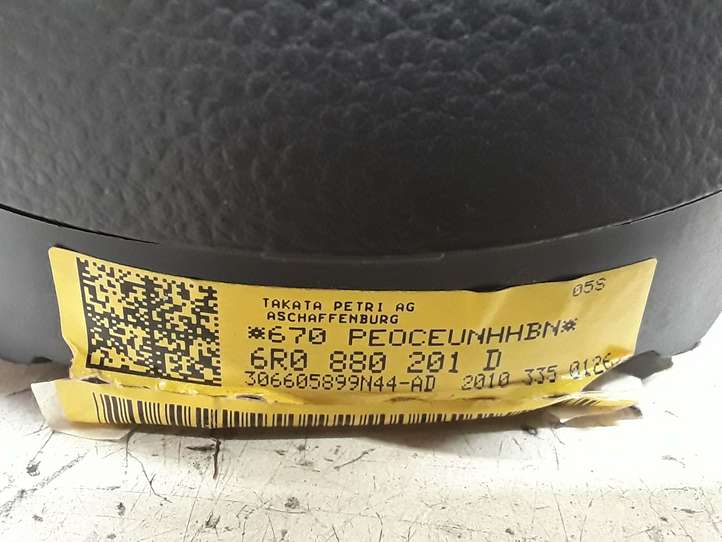 05S
TAKATA PETRI AG
ASCHAFFENBURG
*670 PEOCEUNHHBN*
6R0 880 201 D
306605899N44-AD 2010 335 0126